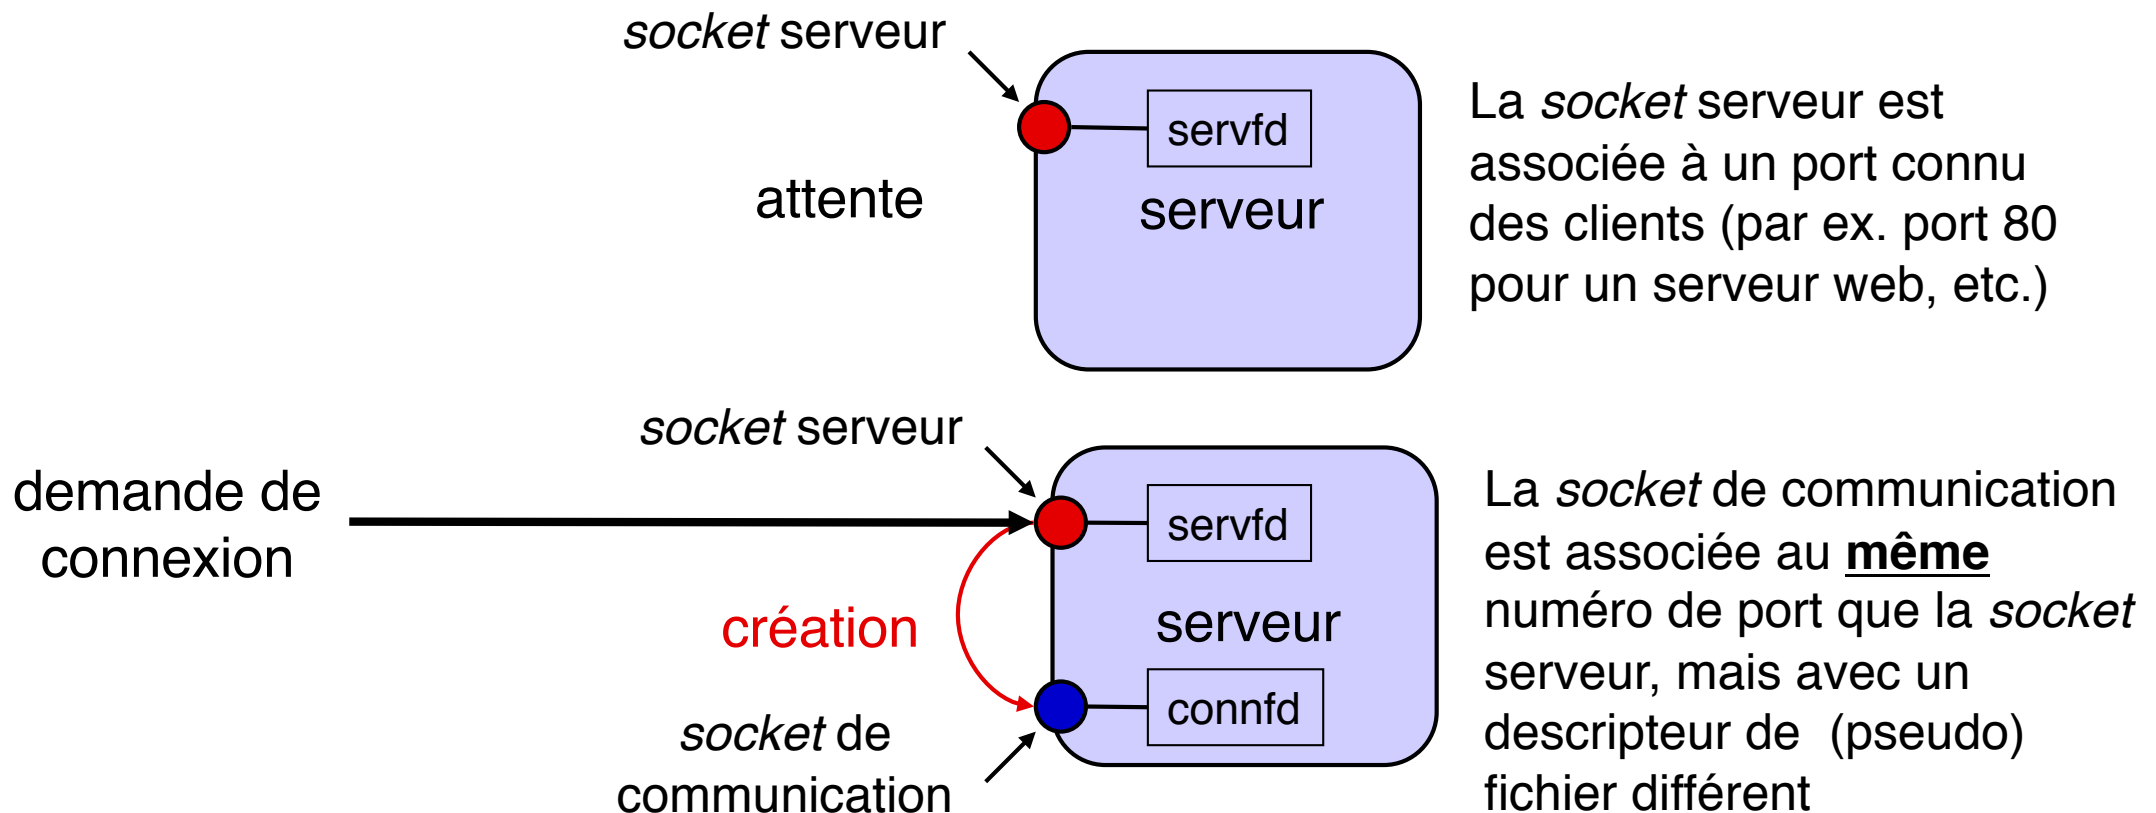 socket serveur
servfd
attente
serveur
La socket serveur est
associée à un port connu
des clients (par ex. port 80
pour un serveur web, etc.)
socket serveur
demande de
connexion
servfd
création
serveur
connfd
socket de
communication
La socket de communication
est associée au même
numéro de port que la socket
serveur, mais avec un
descripteur de (pseudo)
fichier différent